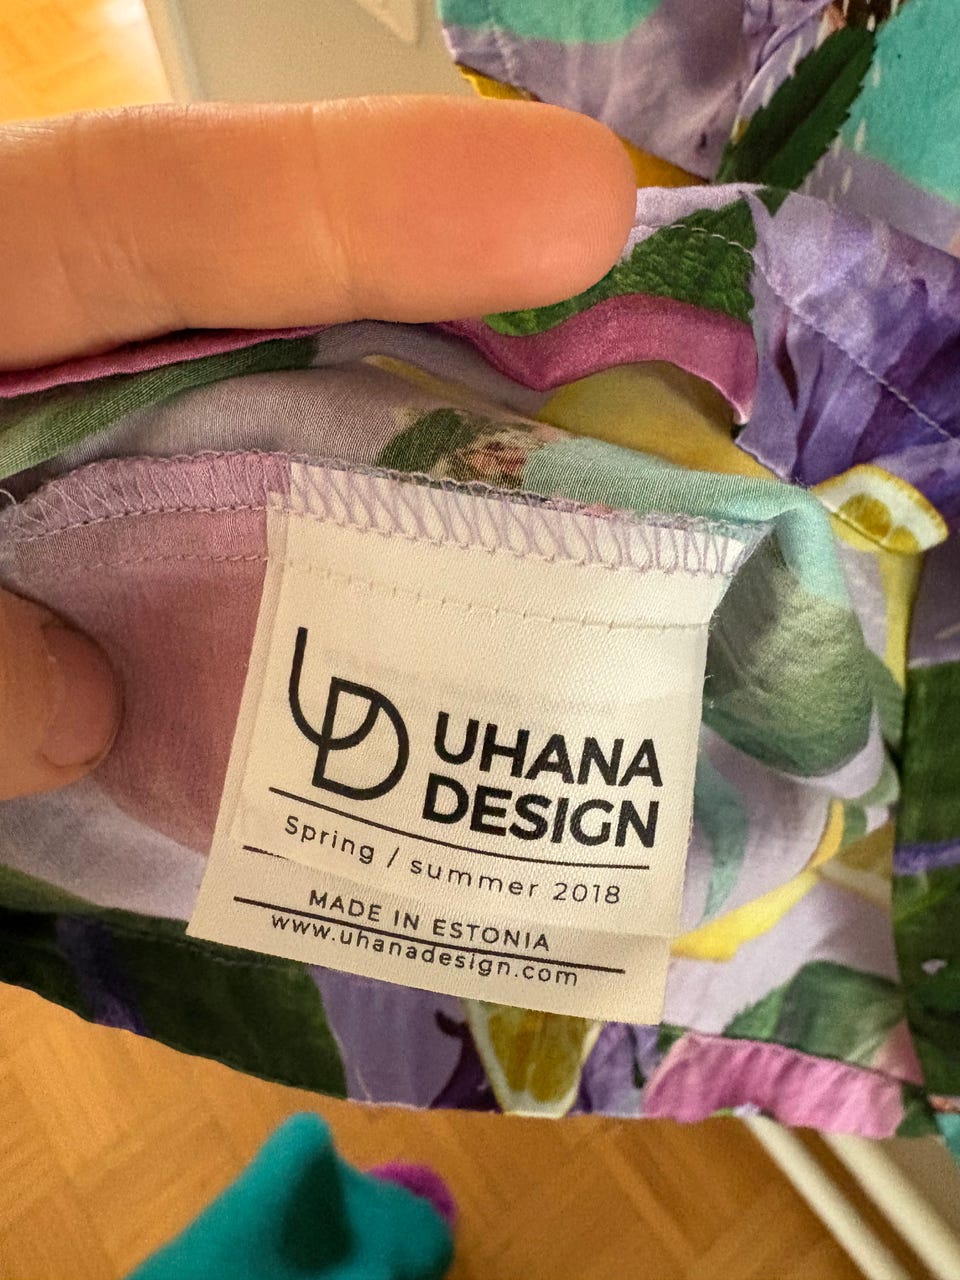 UD UHANA
DESIGN
Spring / summer 2018
MADE IN ESTONIA
www.uhanadesign.com